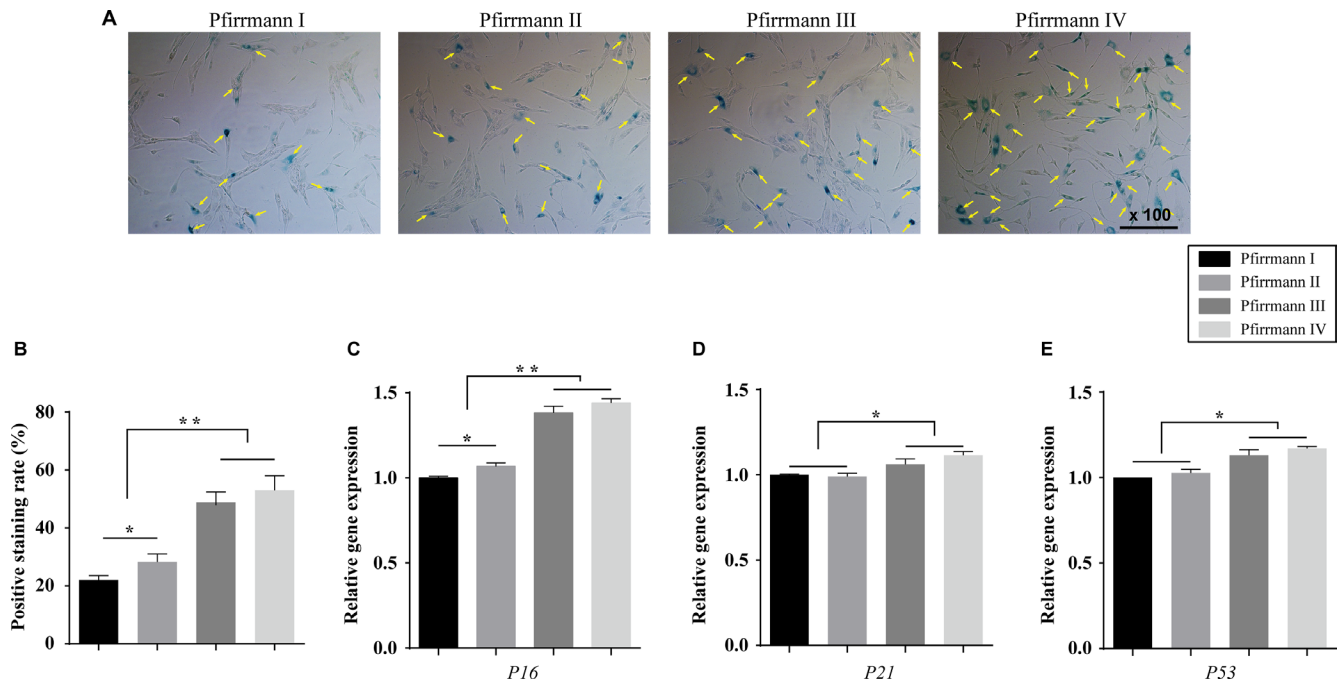 A
Pfirrmann I
Pfirrmann II
Pfirrmann III
Pfirrmann IV
x 100
Pfirrmann I
Pfirrmann II
Pfirrmann III
Pfirrmann IV
B
Positive staining rate (%)
80
60
40
20
0
*
* *
C
Relative gene expression
1.5
1.0
0.5
0.0
*
* *
P16
D
Relative gene expression
1.5
1.0
0.5
0.0
*
P21
E
Relative gene expression
1.5
1.0
0.5
0.0
*
P53